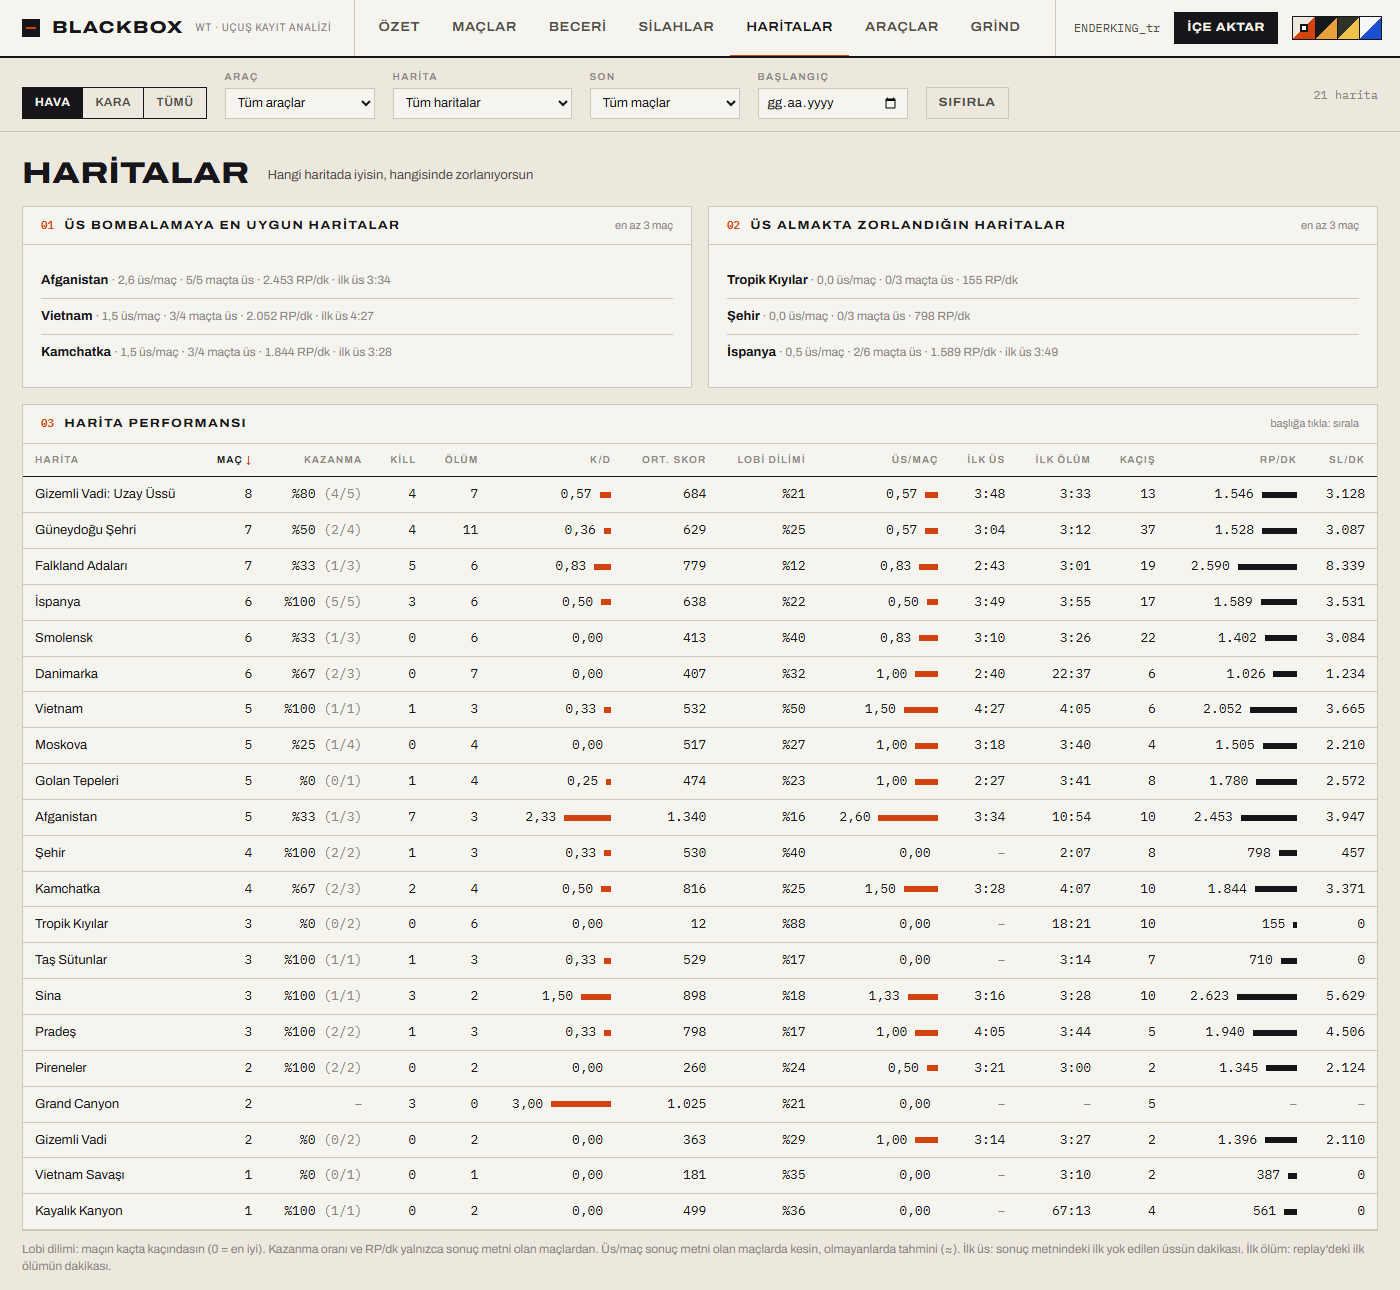 BLACKBOX WT · UÇUŞ KAYIT ANALİZİ ÖZET MAÇLAR BECERİ SİLAHLAR HARİTALAR ARAÇLAR GRİND ENDERKING_tr İÇE AKTAR
ARAÇ HARİTA SON BAŞLANGIÇ
HAVA KARA TÜMÜ Tüm araçlar Tüm haritalar Tüm maçlar gg.aa.yyyy SIFIRLA 21 harita
HARİTALAR Hangi haritada iyisin, hangisinde zorlanıyorsun
01 ÜS BOMBALAMAYA EN UYGUN HARİTALAR en az 3 maç
Afganistan · 2,6 üs/maç · 5/5 maçta üs · 2.453 RP/dk · ilk üs 3:34
Vietnam · 1,5 üs/maç · 3/4 maçta üs · 2.052 RP/dk · ilk üs 4:27
Kamchatka · 1,5 üs/maç · 3/4 maçta üs · 1.844 RP/dk · ilk üs 3:28
02 ÜS ALMAKTA ZORLANDIĞIN HARİTALAR en az 3 maç
Tropik Kıyılar · 0,0 üs/maç · 0/3 maçta üs · 155 RP/dk
Şehir · 0,0 üs/maç · 0/3 maçta üs · 798 RP/dk
İspanya · 0,5 üs/maç · 2/6 maçta üs · 1.589 RP/dk · ilk üs 3:49
03 HARİTA PERFORMANSI başlığa tıkla: sırala
HARİTA MAÇ ↓ KAZANMA KİLL ÖLÜM K/D ORT. SKOR LOBİ DİLİMİ ÜS/MAÇ İLK ÜS İLK ÖLÜM KAÇIŞ RP/DK SL/DK
Gizemli Vadi: Uzay Üssü 8 %80 (4/5) 4 7 0,57 684 %21 0,57 3:48 3:33 13 1.546 3.128
Güneydoğu Şehri 7 %50 (2/4) 4 11 0,36 629 %25 0,57 3:04 3:12 37 1.528 3.087
Falkland Adaları 7 %33 (1/3) 5 6 0,83 779 %12 0,83 2:43 3:01 19 2.590 8.339
İspanya 6 %100 (5/5) 3 6 0,50 638 %22 0,50 3:49 3:55 17 1.589 3.531
Smolensk 6 %33 (1/3) 0 6 0,00 413 %40 0,83 3:10 3:26 22 1.402 3.084
Danimarka 6 %67 (2/3) 0 7 0,00 407 %32 1,00 2:40 22:37 6 1.026 1.234
Vietnam 5 %100 (1/1) 1 3 0,33 532 %50 1,50 4:27 4:05 6 2.052 3.665
Moskova 5 %25 (1/4) 0 4 0,00 517 %27 1,00 3:18 3:40 4 1.505 2.210
Golan Tepeleri 5 %0 (0/1) 1 4 0,25 474 %23 1,00 2:27 3:41 8 1.780 2.572
Afganistan 5 %33 (1/3) 7 3 2,33 1.340 %16 2,60 3:34 10:54 10 2.453 3.947
Şehir 4 %100 (2/2) 1 3 0,33 530 %40 0,00 – 2:07 8 798 457
Kamchatka 4 %67 (2/3) 2 4 0,50 816 %25 1,50 3:28 4:07 10 1.844 3.371
Tropik Kıyılar 3 %0 (0/2) 0 6 0,00 12 %88 0,00 – 18:21 10 155 0
Taş Sütunlar 3 %100 (1/1) 1 3 0,33 529 %17 0,00 – 3:14 7 710 0
Sina 3 %100 (1/1) 3 2 1,50 898 %18 1,33 3:16 3:28 10 2.623 5.629
Pradeş 3 %100 (2/2) 1 3 0,33 798 %17 1,00 4:05 3:44 5 1.940 4.506
Pireneler 2 %100 (2/2) 0 2 0,00 260 %24 0,50 3:21 3:00 2 1.345 2.124
Grand Canyon 2 – 3 0 3,00 1.025 %21 0,00 – – 5 – –
Gizemli Vadi 2 %0 (0/2) 0 2 0,00 363 %29 1,00 3:14 3:27 2 1.396 2.110
Vietnam Savaşı 1 %0 (0/1) 0 1 0,00 181 %35 0,00 – 3:10 2 387 0
Kayalık Kanyon 1 %100 (1/1) 0 2 0,00 499 %36 0,00 – 67:13 4 561 0
Lobi dilimi: maçın kaçta kaçındasın (0 = en iyi). Kazanma oranı ve RP/dk yalnızca sonuç metni olan maçlardan. Üs/maç sonuç metni olan maçlarda kesin, olmayanlarda tahmini (≈). İlk üs: sonuç metnindeki ilk yok edilen üssün dakikası. İlk ölüm: replay'deki ilk
ölümün dakikası.